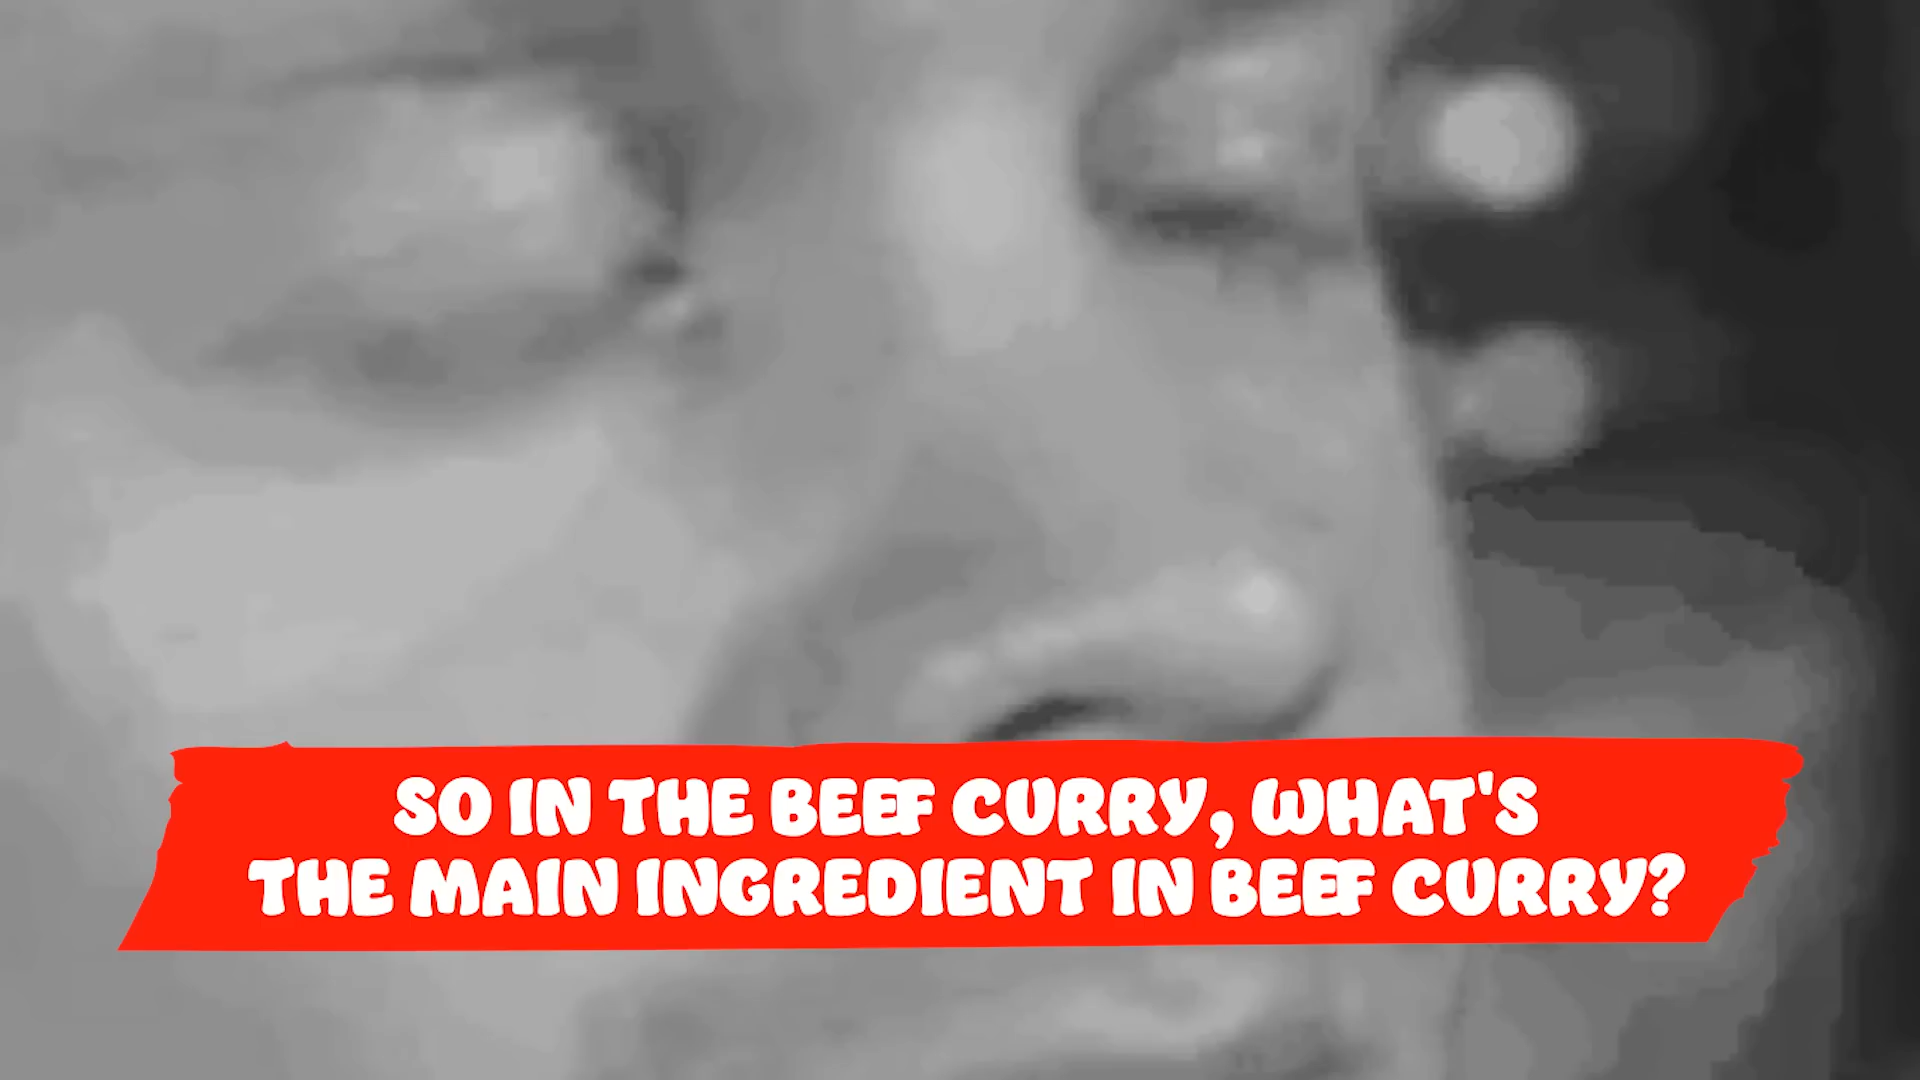 SO IN THE BEEF CURRY, WHAT'S
THE MAIN INGREDIENT IN BEEF CURRY?